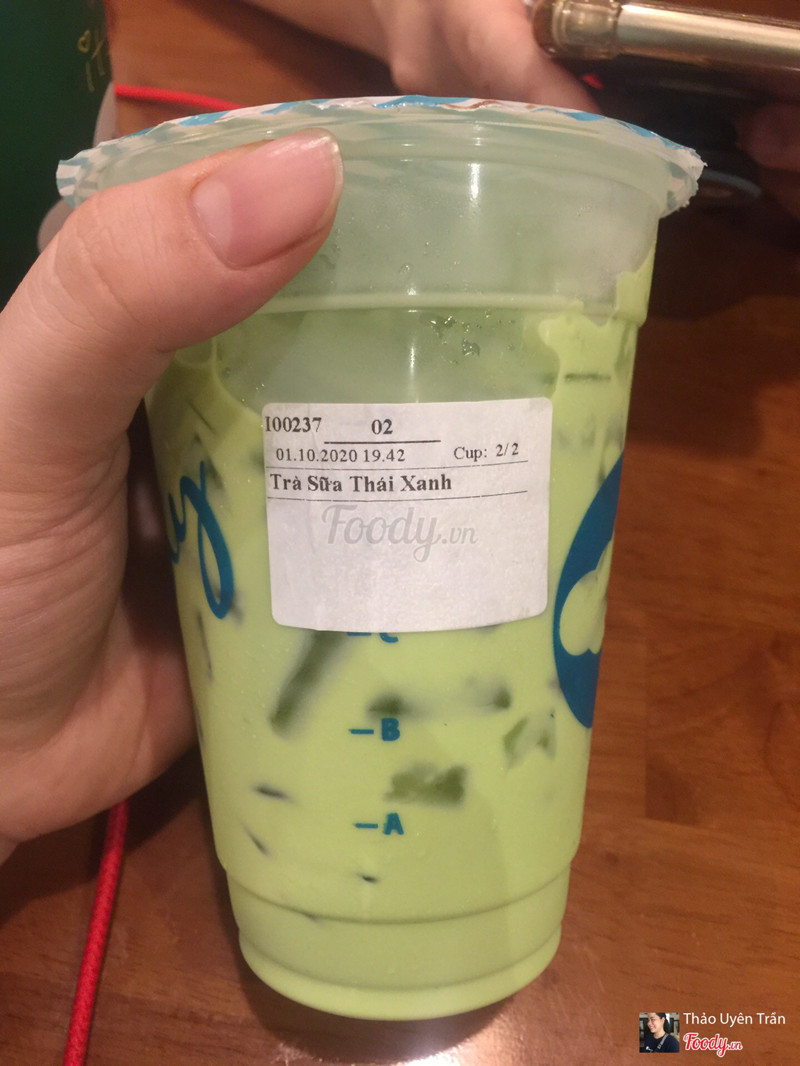 it
I00237 02
01.10.2020 19.42 Cup: 2/2
Trà Sữa Thái Xanh
Foody.vn
C
B
A
Thảo Uyên Trần
Foody.vn